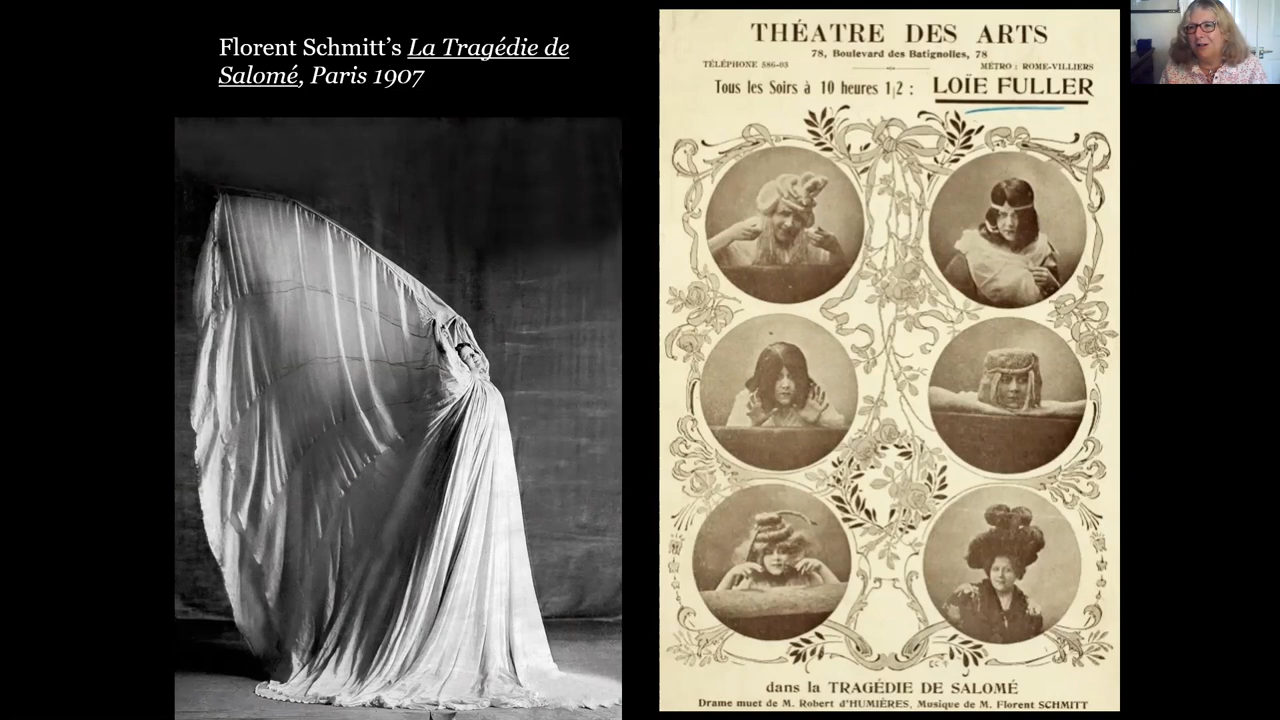 Florent Schmitt’s La Tragédie de
Salomé, Paris 1907
THÉATRE DES ARTS
78, Boulevard des Batignolles, 78
TÉLÉPHONE 586-03
MÉTRO : ROME-VILLIERS
Tous les Soirs à 10 heures 1/2 : LOÏE FULLER
dans la TRAGÉDIE DE SALOMÉ
Drame muet de M. Robert d'HUMIÈRES, Musique de M. Florent SCHMITT